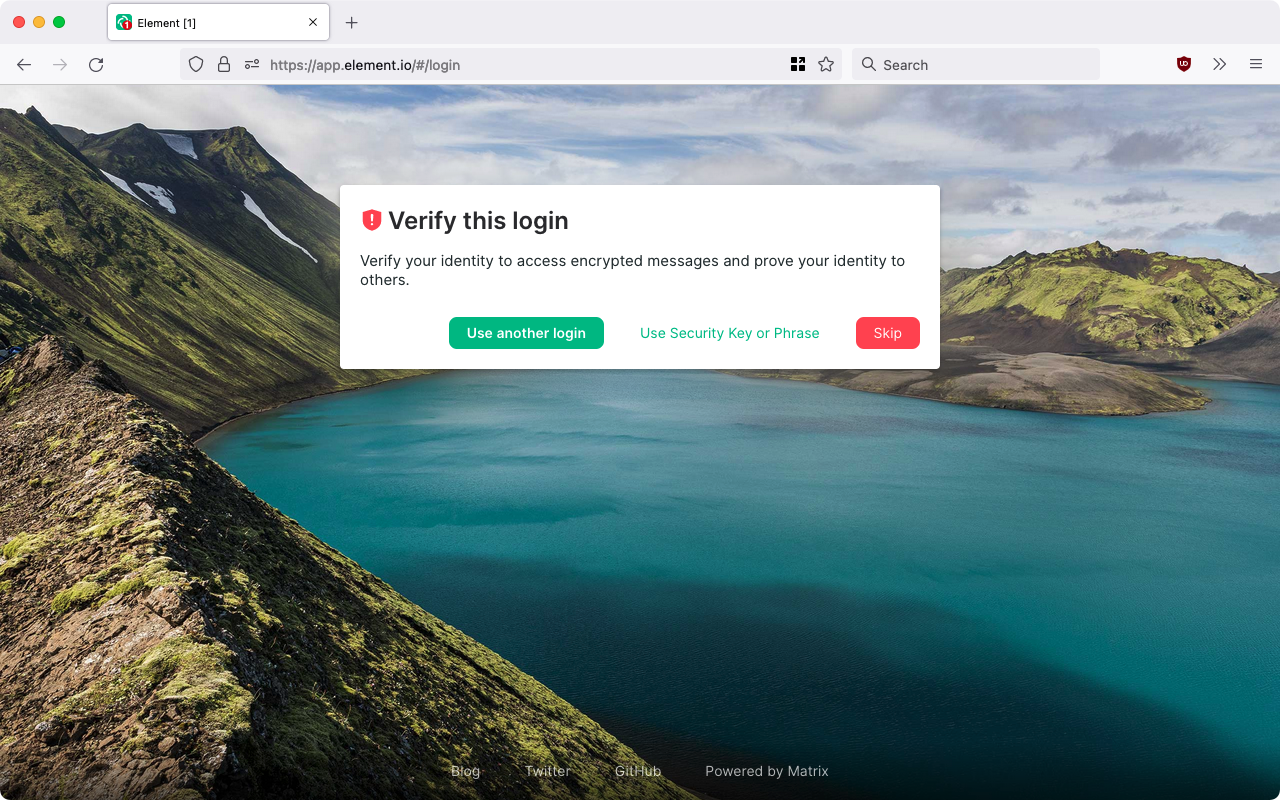 Element [1]
https://app.element.io/#/login
Search
Verify this login
Verify your identity to access encrypted messages and prove your identity to
others.
Use another login
Use Security Key or Phrase
Skip
Blog
Twitter
GitHub
Powered by Matrix